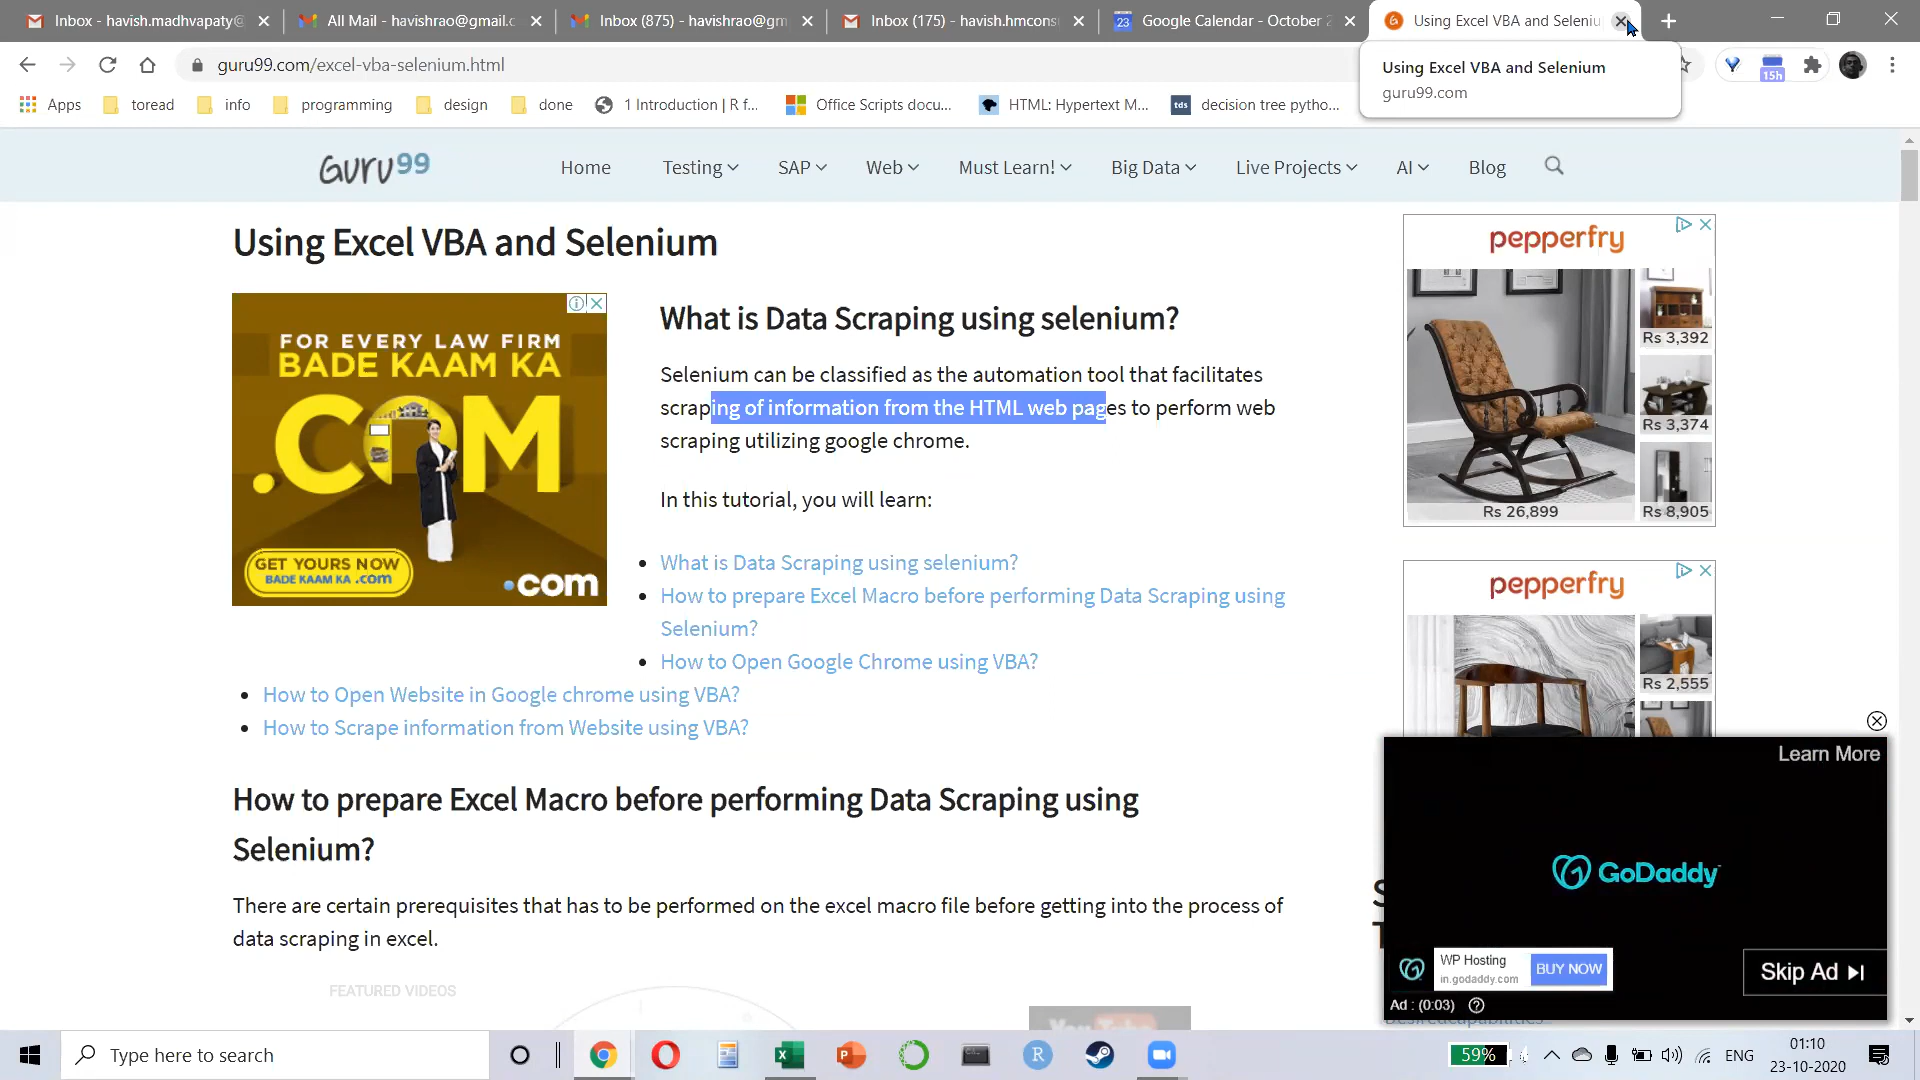 Inbox - havish.madhvapaty@
All Mail - havishrao@gmail.c
Inbox (875) - havishrao@gm
Inbox (175) - havish.hmcons
Google Calendar - October 2
Using Excel VBA and Seleniu
guru99.com/excel-vba-selenium.html
15h
Using Excel VBA and Selenium
guru99.com
Apps
toread
info
programming
design
done
1 Introduction | R f...
Office Scripts docu...
HTML: Hypertext M...
tds
decision tree pytho...
GURU99
Home
Testing
SAP
Web
Must Learn!
Big Data
Live Projects
AI
Blog
Using Excel VBA and Selenium
FOR EVERY LAW FIRM
BADE KAAM KA
.COM
GET YOURS NOW
BADE KAAM KA .COM
.com
What is Data Scraping using selenium?
Selenium can be classified as the automation tool that facilitates
scraping of information from the HTML web pages to perform web
scraping utilizing google chrome.
In this tutorial, you will learn:
What is Data Scraping using selenium?
How to prepare Excel Macro before performing Data Scraping using
Selenium?
How to Open Google Chrome using VBA?
How to Open Website in Google chrome using VBA?
How to Scrape information from Website using VBA?
How to prepare Excel Macro before performing Data Scraping using
Selenium?
There are certain prerequisites that has to be performed on the excel macro file before getting into the process of
data scraping in excel.
FEATURED VIDEOS
pepperfry
Rs 3,392
Rs 3,374
Rs 26,899
Rs 8,905
pepperfry
Rs 2,555
Learn More
GoDaddy
WP Hosting
in.godaddy.com
BUY NOW
Skip Ad
Ad : (0:03)
Type here to search
59%
ENG
01:10
23-10-2020